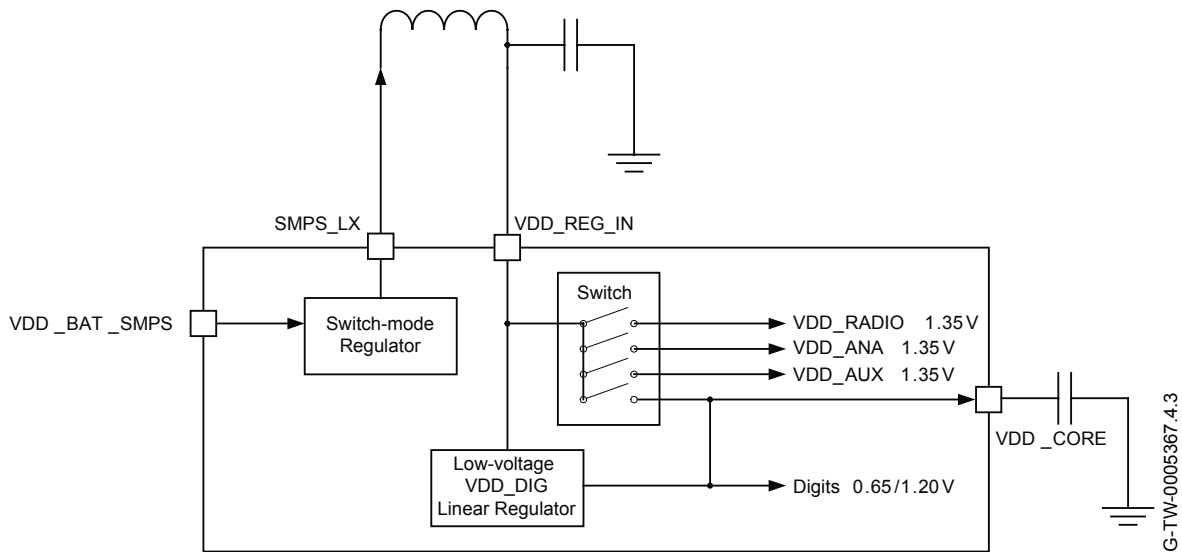 SMPS_LX
VDD_REG_IN
VDD _BAT _SMPS
Switch-mode
Regulator
Switch
VDD_RADIO 1.35 V
VDD_ANA 1.35 V
VDD_AUX 1.35 V
VDD _CORE
Low-voltage
VDD_DIG
Linear Regulator
Digits 0.65/1.20 V
G-TW-0005367.4.3